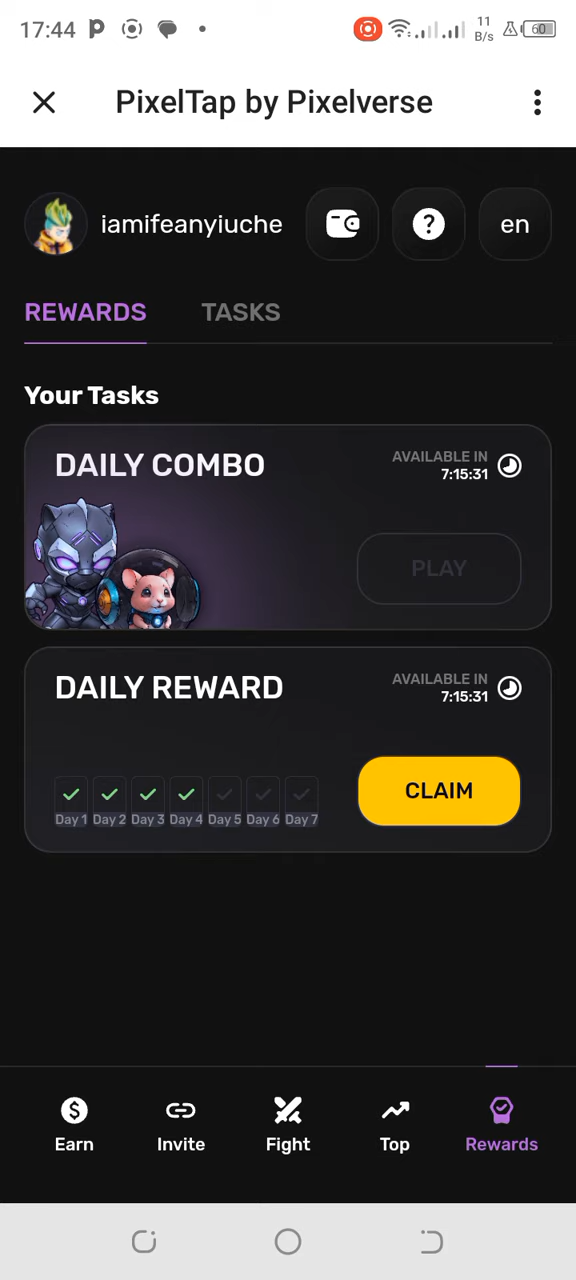 17:44
11
B/s
60
PixelTap by Pixelverse
iamifeanyiuche
?
en
REWARDS TASKS
Your Tasks
DAILY COMBO
AVAILABLE IN
7:15:31
PLAY
DAILY REWARD
AVAILABLE IN
7:15:31
CLAIM
Day 1 Day 2 Day 3 Day 4 Day 5 Day 6 Day 7
Earn Invite Fight Top Rewards